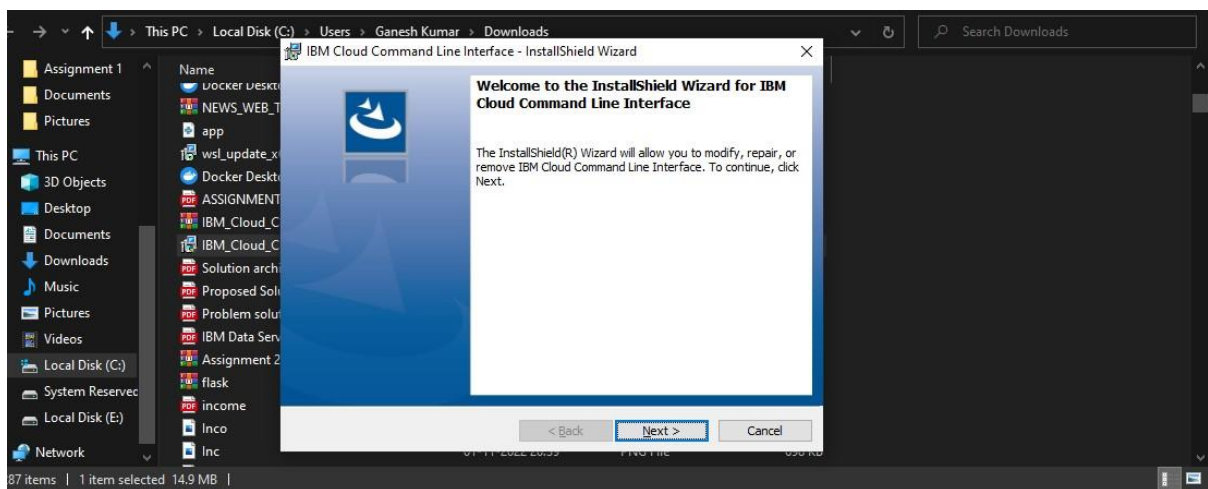 This PC > Local Disk (C:) > Users > Ganesh Kumar > Downloads
Search Downloads
IBM Cloud Command Line Interface - InstallShield Wizard
Welcome to the InstallShield Wizard for IBM
Cloud Command Line Interface
The InstallShield(R) Wizard will allow you to modify, repair, or
remove IBM Cloud Command Line Interface. To continue, click
Next.
< Back
Next >
Cancel
Assignment 1
Documents
Pictures
This PC
3D Objects
Desktop
Documents
Downloads
Music
Pictures
Videos
Local Disk (C:)
System Reserved
Local Disk (E:)
Network
Name
Docker Deskt
NEWS_WEB_T
app
wsl_update_x
Docker Deskt
ASSIGNMENT
IBM_Cloud_C
IBM_Cloud_C
Solution archi
Proposed Solu
Problem solut
IBM Data Serv
Assignment 2
flask
income
Inco
Inc
87 items | 1 item selected 14.9 MB |